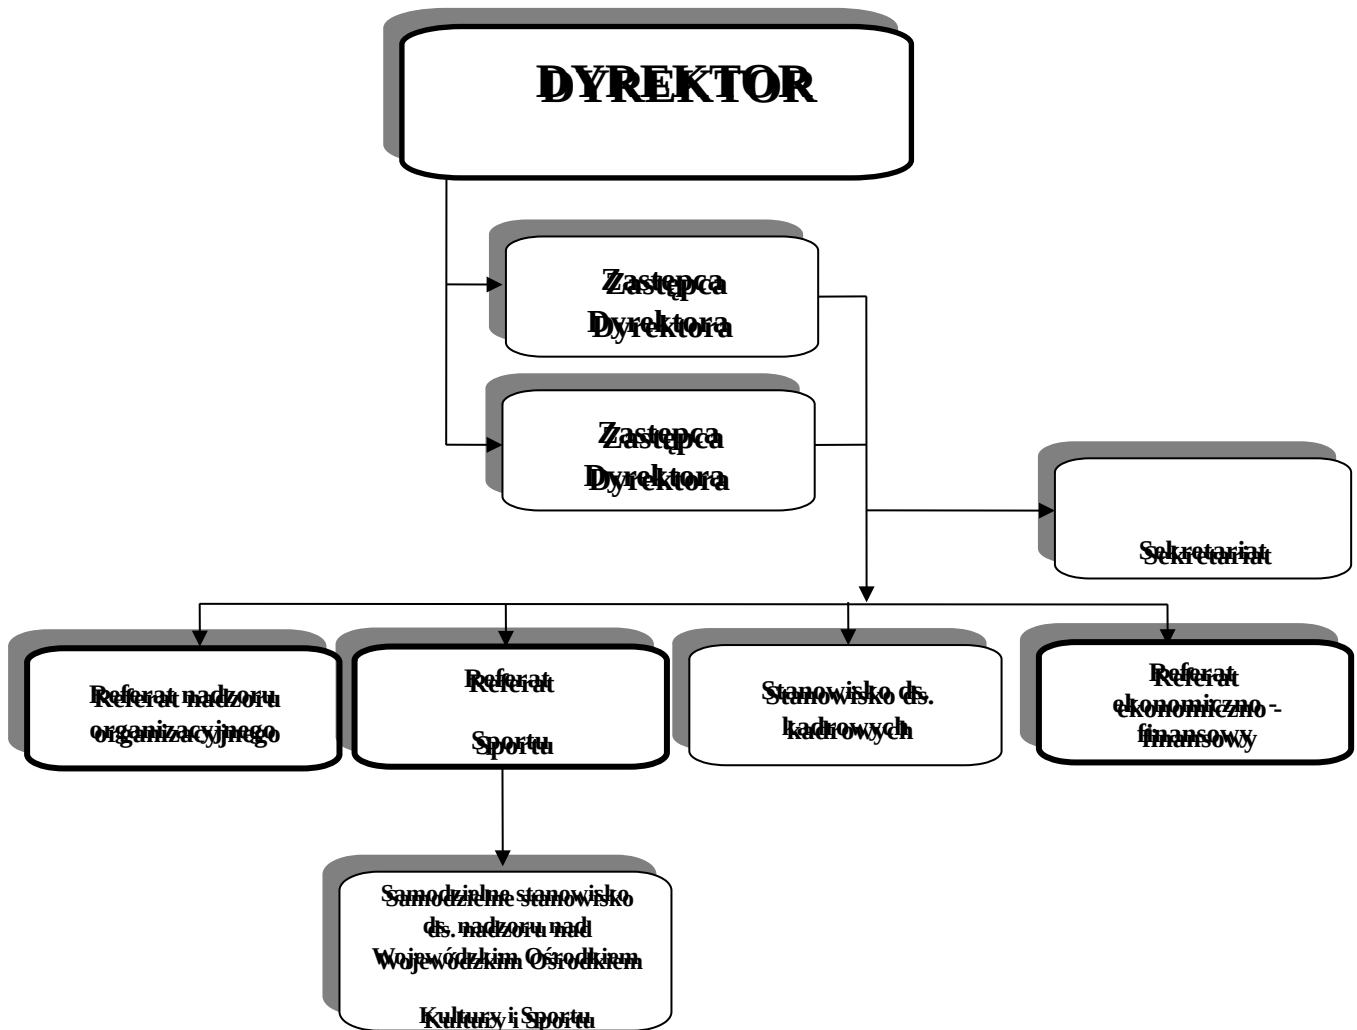 DYREKTOR
Zastępca
Dyrektora
Zastępca
Dyrektora
Sekretariat
Referat nadzoru
organizacyjnego
Referat
Sportu
Stanowisko ds.
kadrowych
Referat
ekonomiczno -
finansowy
Samodzielne stanowisko
ds. nadzoru nad
Wojewódzkim Ośrodkiem
Kultury i Sportu